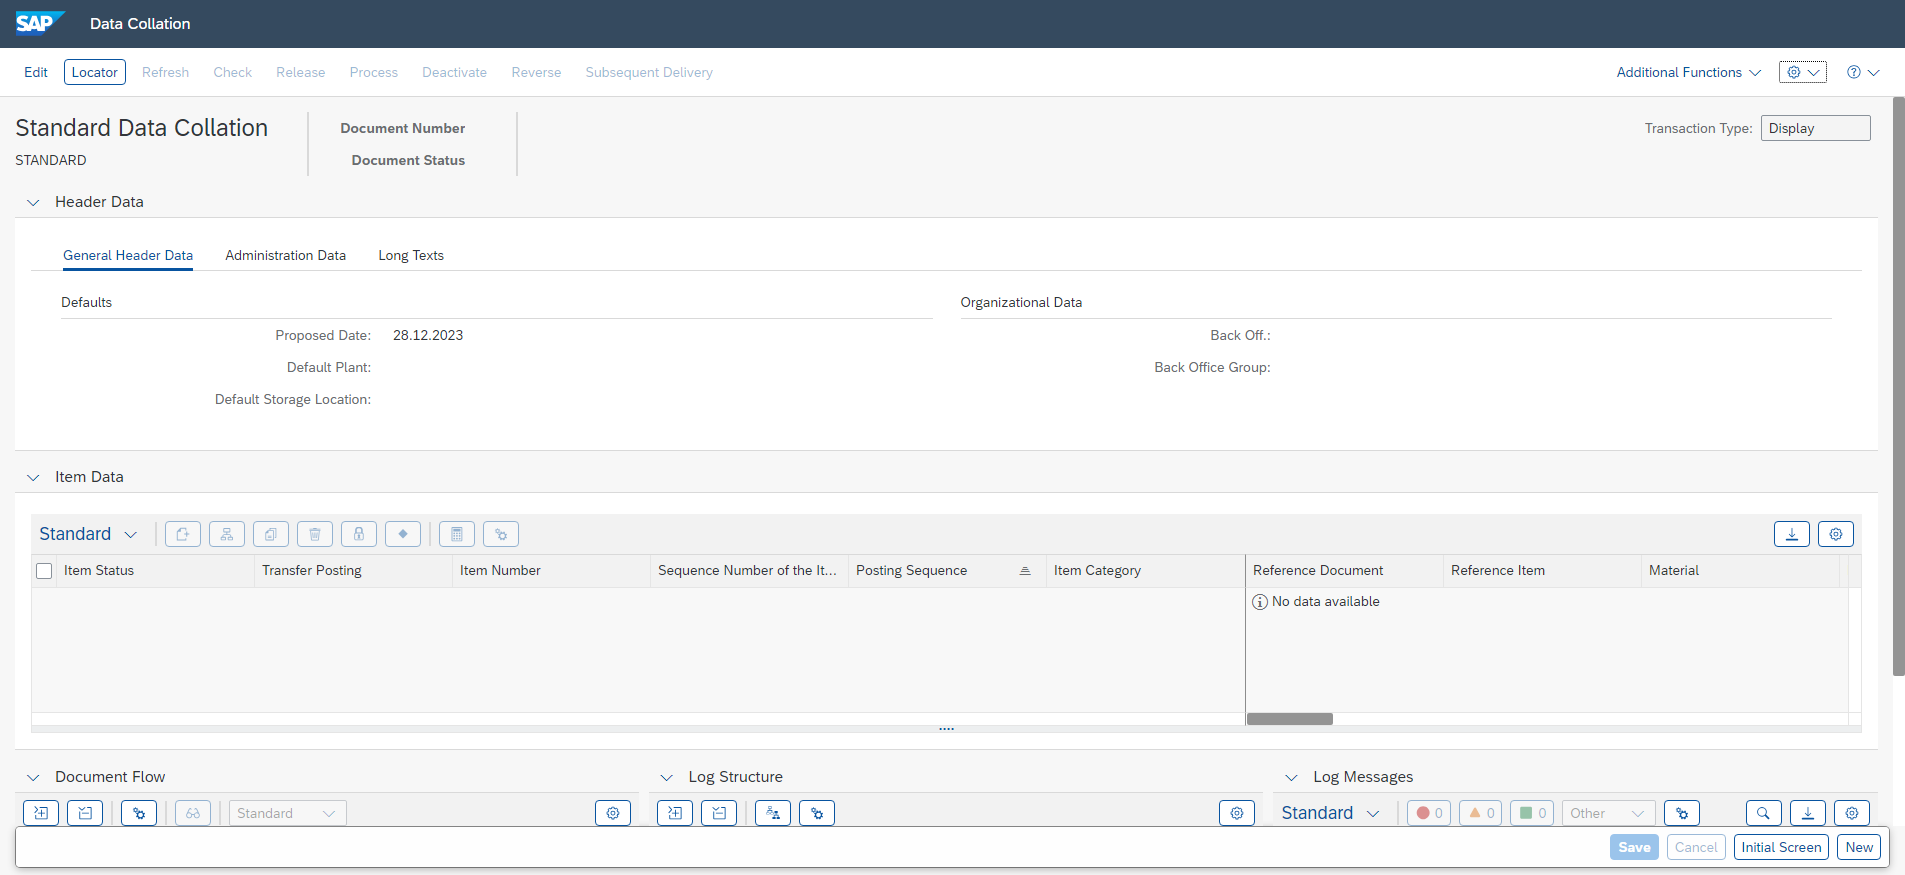 SAP Data Collation
Edit Locator Refresh Check Release Process Deactivate Reverse Subsequent Delivery Additional Functions
Standard Data Collation Document Number Transaction Type: Display
STANDARD Document Status
Header Data
General Header Data Administration Data Long Texts
Defaults Organizational Data
Proposed Date: 28.12.2023 Back Off.:
Default Plant: Back Office Group:
Default Storage Location:
Item Data
Standard
Item Status Transfer Posting Item Number Sequence Number of the It... Posting Sequence Item Category Reference Document Reference Item Material
No data available
Document Flow Log Structure Log Messages
Standard Standard 0 0 0 Other
Save Cancel Initial Screen New